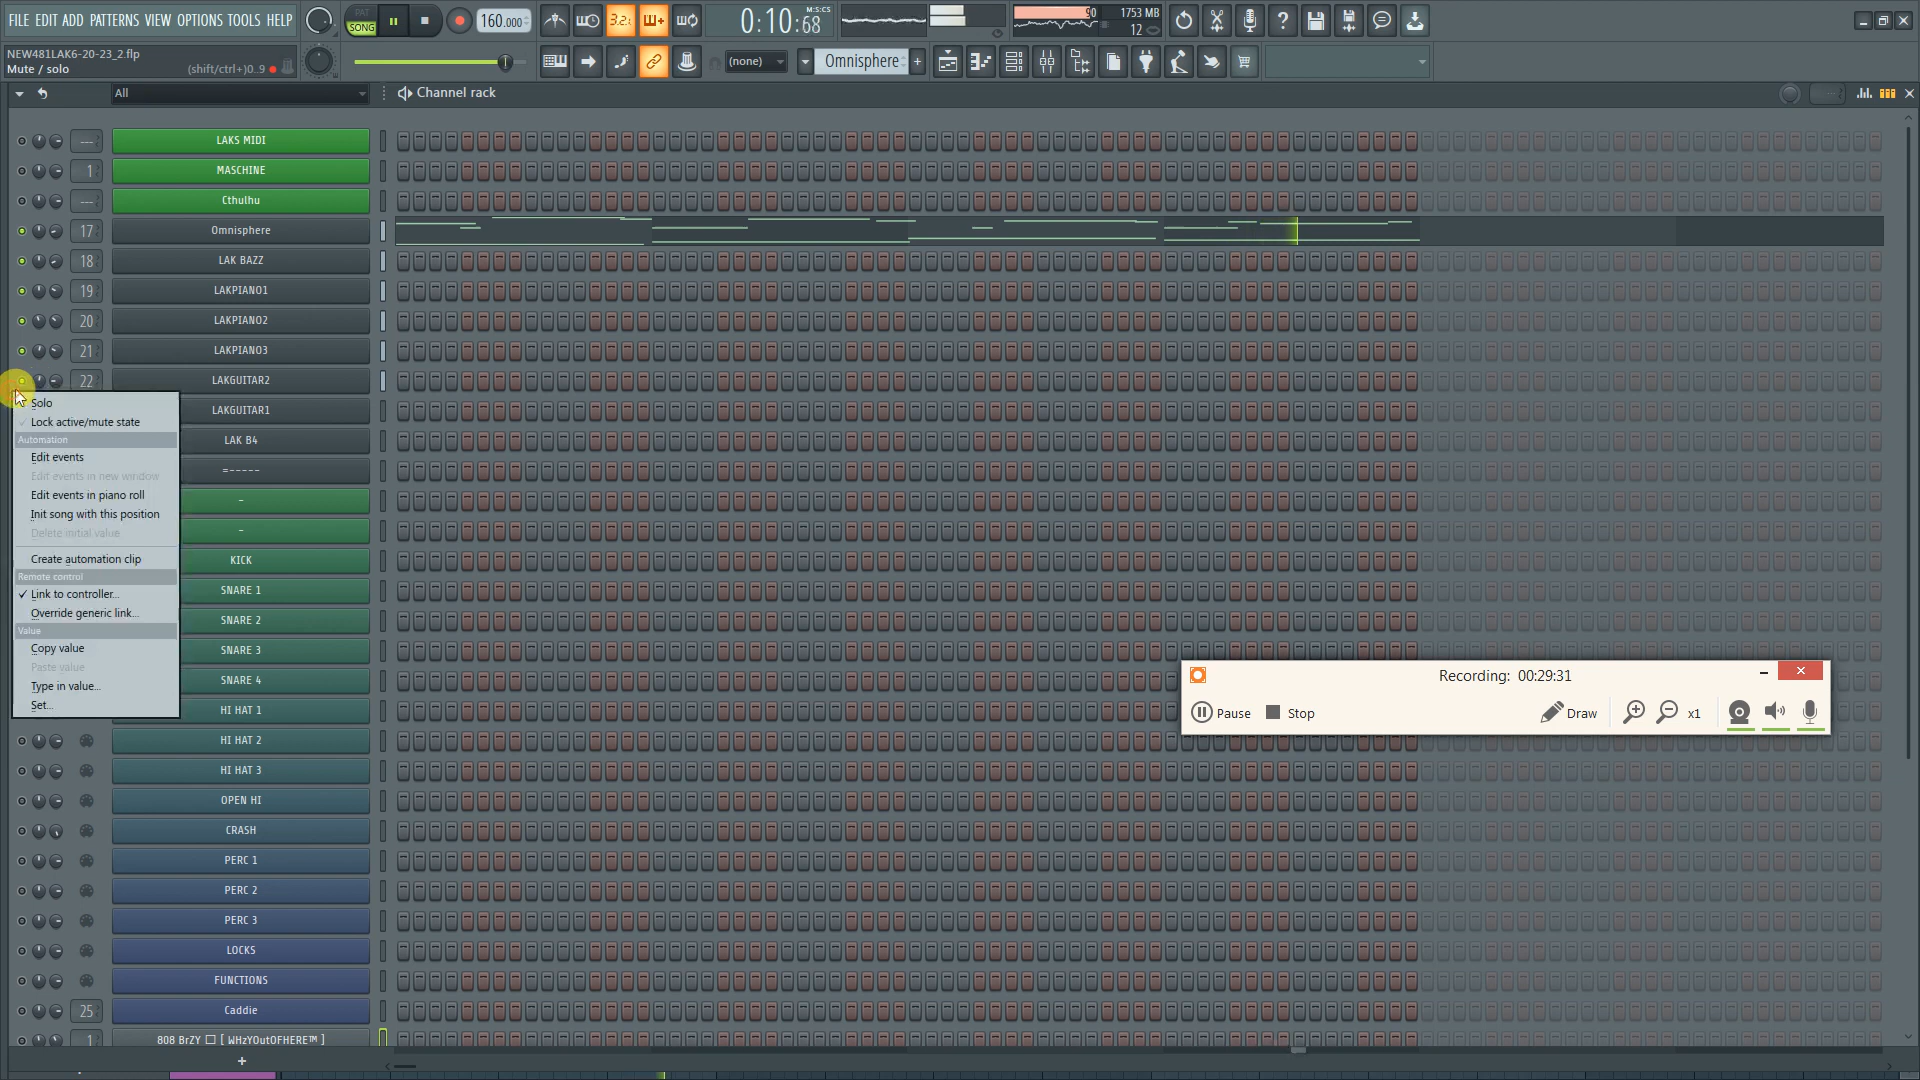 FILE EDIT ADD PATTERNS VIEW OPTIONS TOOLS HELP
PAT
SONG
160.000
3.2.
0:10:68
M:S:CS
90
1753 MB
12
NEW481LAK6-20-23_2.flp
Mute / solo
(shift/ctrl+)0..9
(none)
Omnisphere
+
All
Channel rack
--- LAKS MIDI
1 MASCHINE
--- Cthulhu
17 Omnisphere
18 LAK BAZZ
19 LAKPIANO1
20 LAKPIANO2
21 LAKPIANO3
22 LAKGUITAR2
LAKGUITAR1
LAK B4
=-----
-
-
KICK
SNARE 1
SNARE 2
SNARE 3
SNARE 4
HI HAT 1
HI HAT 2
HI HAT 3
OPEN HI
CRASH
PERC 1
PERC 2
PERC 3
LOCKS
FUNCTIONS
25 Caddie
1 808 BrZY ☐ [ WHzYOutOFHERE™ ]
+
Solo
Lock active/mute state
Automation
Edit events
Edit events in new window
Edit events in piano roll
Init song with this position
Delete initial value
Create automation clip
Remote control
Link to controller...
Override generic link...
Value
Copy value
Paste value
Type in value...
Set...
Recording: 00:29:31
Pause
Stop
Draw
x1